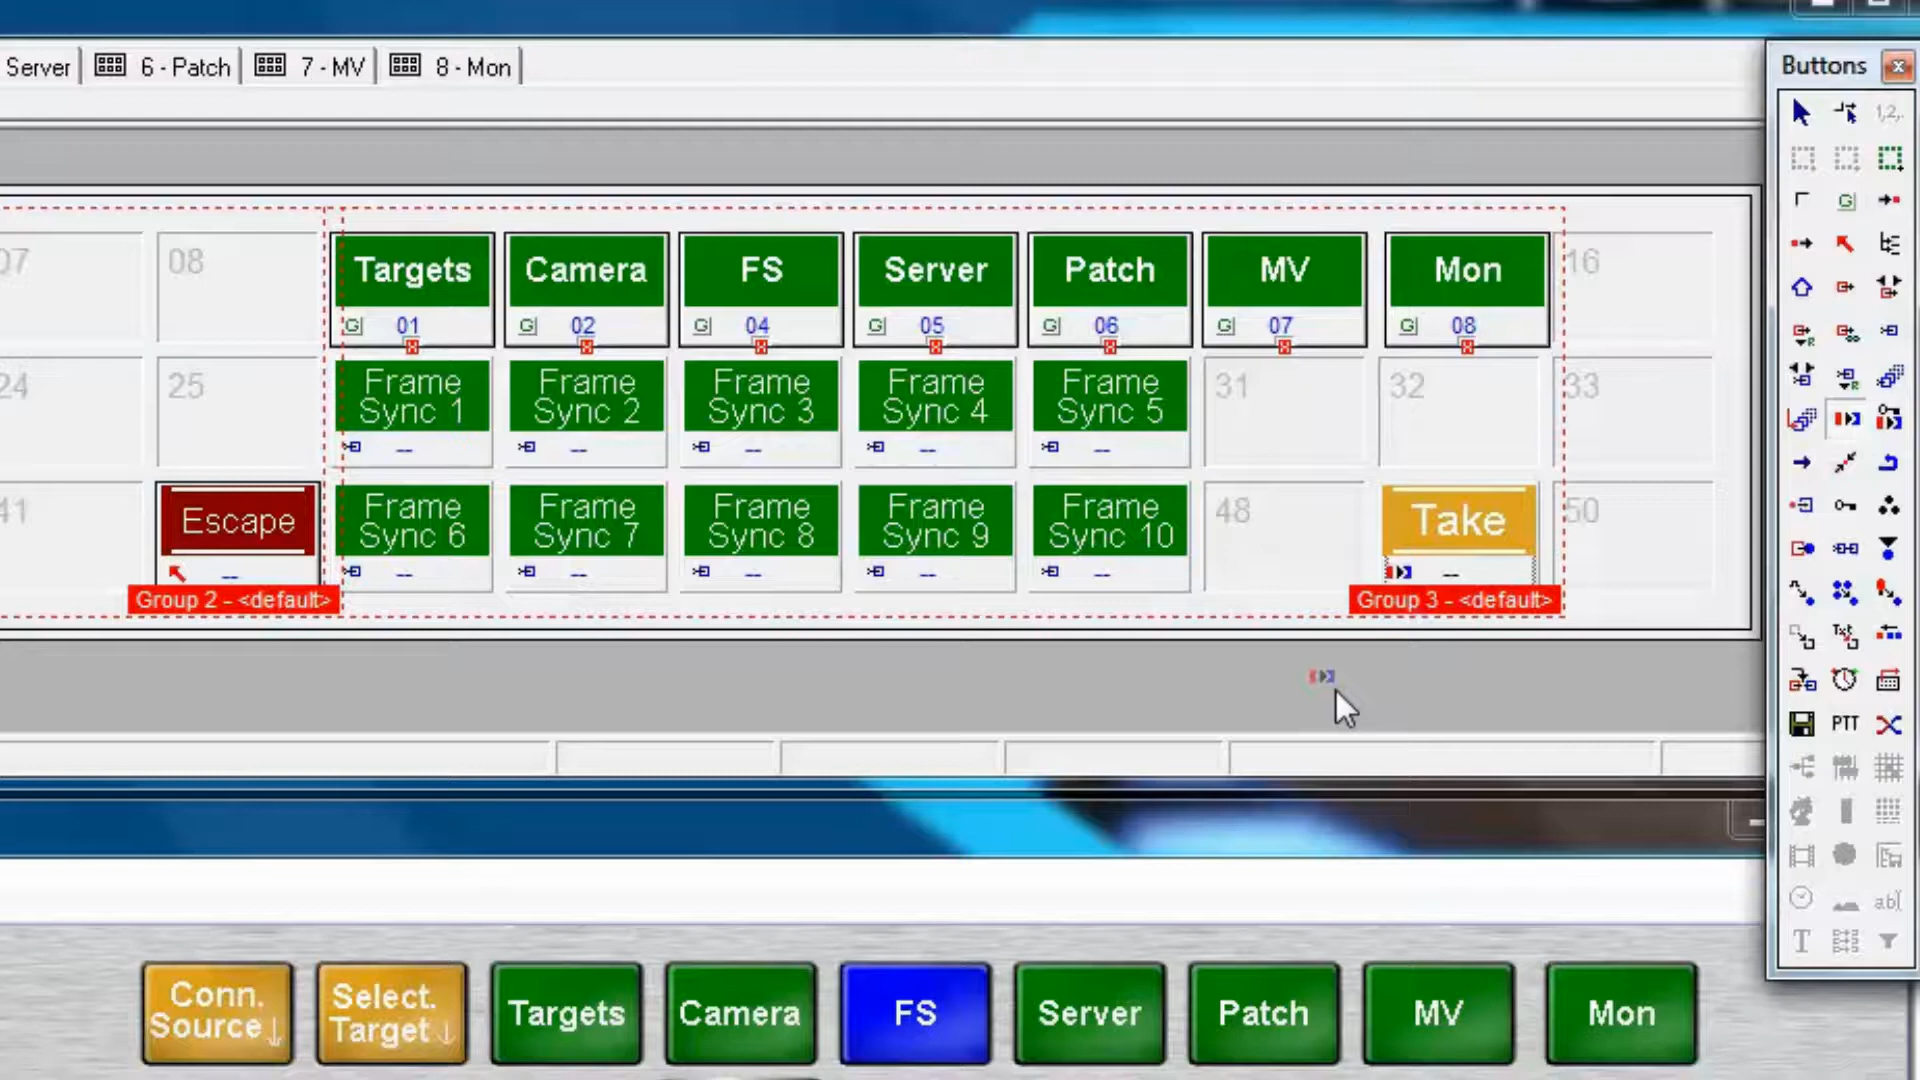 Server 6 - Patch 7 - MV 8 - Mon
Buttons
1,2,.
07 08 Targets Camera FS Server Patch MV Mon 16
G 01 G 02 G 04 G 05 G 06 G 07 G 08
24 25 Frame Sync 1 Frame Sync 2 Frame Sync 3 Frame Sync 4 Frame Sync 5 31 32 33
-- -- -- -- --
41 Escape Frame Sync 6 Frame Sync 7 Frame Sync 8 Frame Sync 9 Frame Sync 10 48 Take 50
-- -- -- -- -- -- --
Group 2 - <default> Group 3 - <default>
Txt
PTT
ab
T
Conn. Source↓ Select. Target↓ Targets Camera FS Server Patch MV Mon